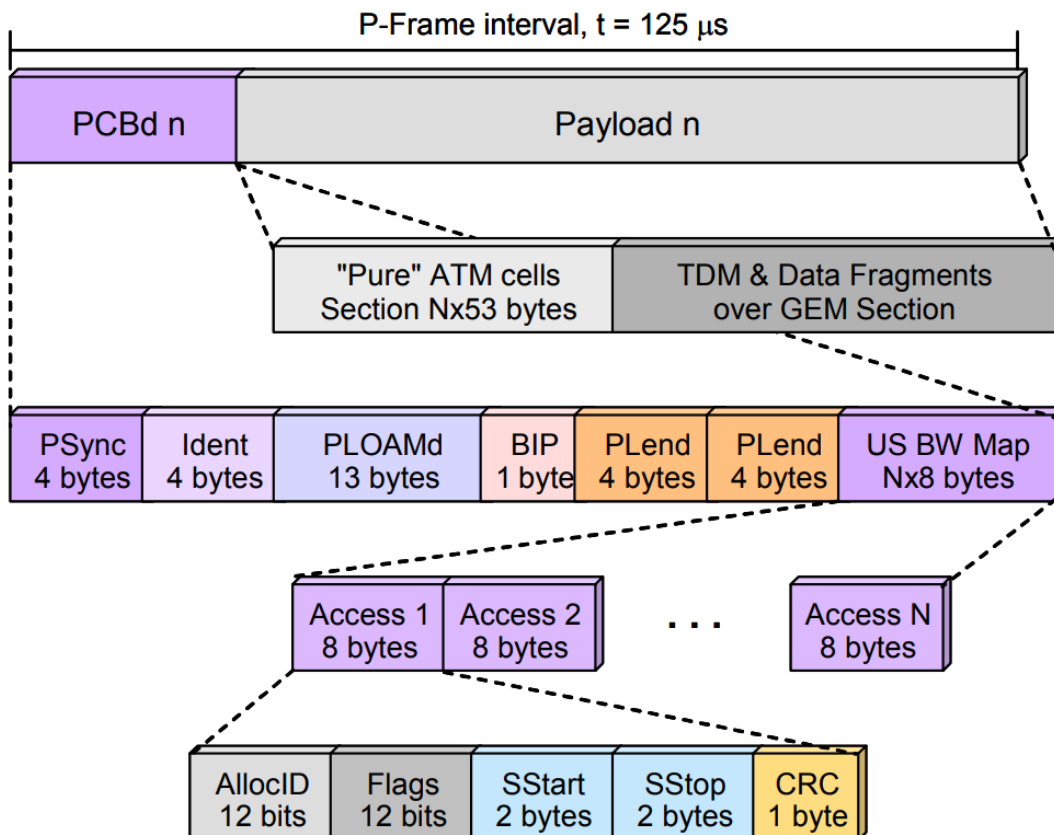 P-Frame interval, t = 125 μs
PCBd n
Payload n
"Pure" ATM cells
Section Nx53 bytes
TDM & Data Fragments
over GEM Section
PSync
4 bytes
Ident
4 bytes
PLOAMd
13 bytes
BIP
1 byte
PLend
4 bytes
PLend
4 bytes
US BW Map
Nx8 bytes
Access 1
8 bytes
Access 2
8 bytes
. . .
Access N
8 bytes
AllocID
12 bits
Flags
12 bits
SStart
2 bytes
SStop
2 bytes
CRC
1 byte